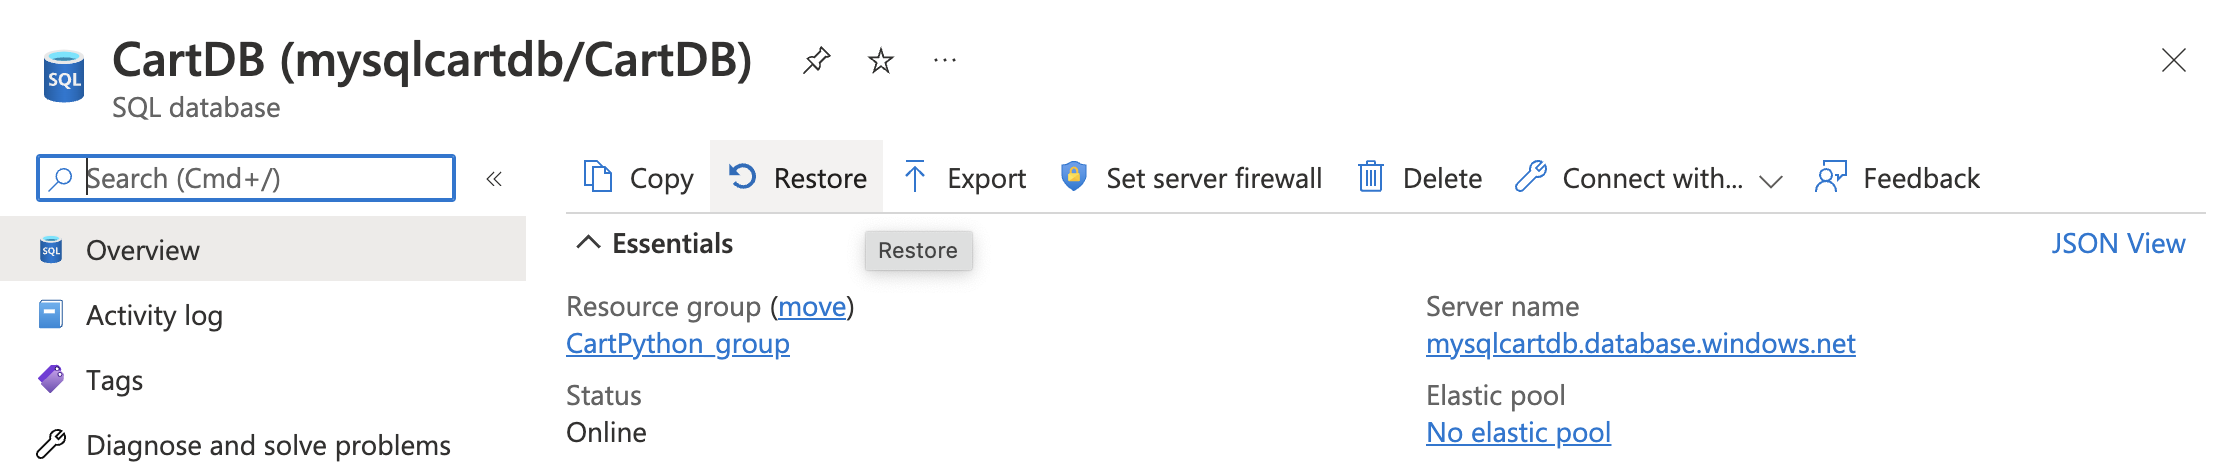 CartDB (mysqlcartdb/CartDB)
SQL
SQL database
Search (Cmd+/)
«
Copy
Restore
Export
Set server firewall
Delete
Connect with...
Feedback
SQL
Overview
Activity log
Tags
Diagnose and solve problems
Essentials
Restore
JSON View
Resource group (move)
CartPython_group
Status
Online
Server name
mysqlcartdb.database.windows.net
Elastic pool
No elastic pool